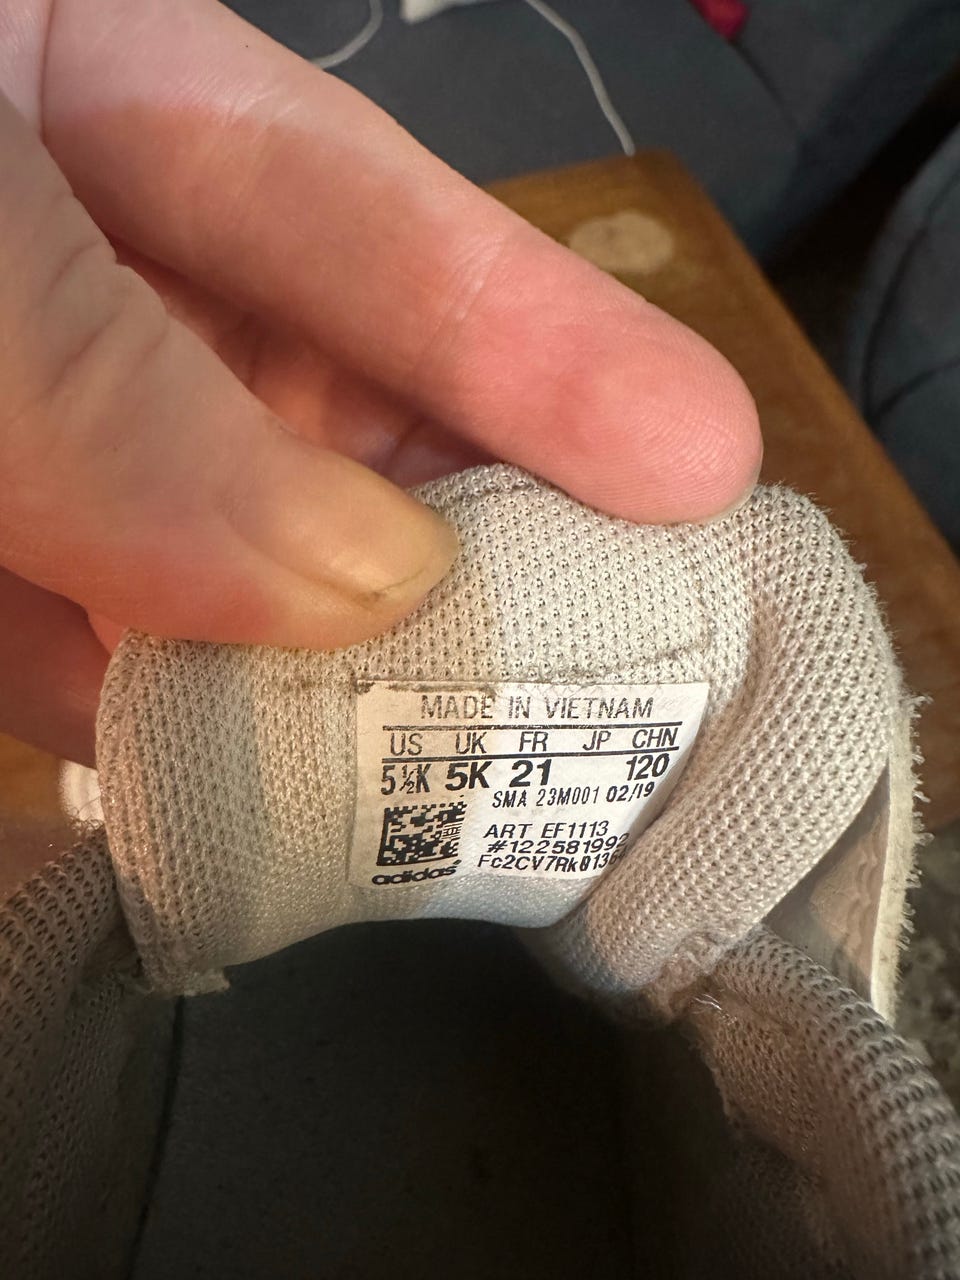 MADE IN VIETNAM
US UK FR JP CHN
5½K 5K 21 120
SMA 23M001 02/19
ART EF1113
#122581992
adidas